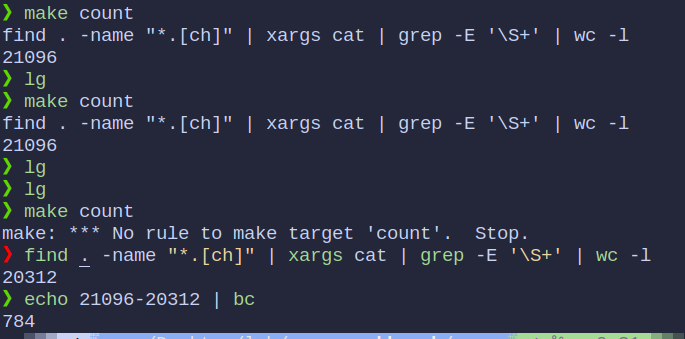 ❯ make count
find . -name "*.[ch]" | xargs cat | grep -E '\S+' | wc -l
21096
❯ lg
❯ make count
find . -name "*.[ch]" | xargs cat | grep -E '\S+' | wc -l
21096
❯ lg
❯ lg
❯ make count
make: *** No rule to make target 'count'.  Stop.
❯ find . -name "*.[ch]" | xargs cat | grep -E '\S+' | wc -l
20312
❯ echo 21096-20312 | bc
784